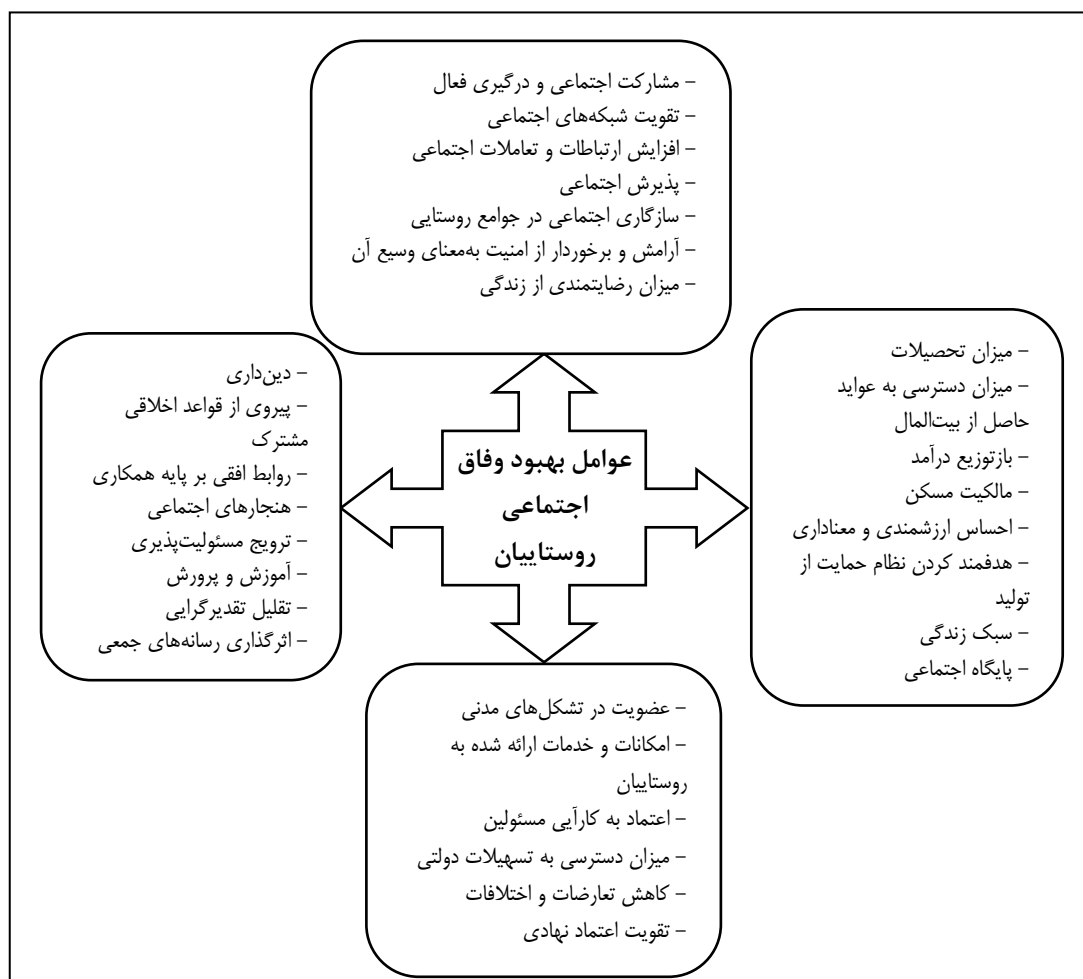 – مشارکت اجتماعی و درگیری فعال
– تقویت شبکه‌های اجتماعی
– افزایش ارتباطات و تعاملات اجتماعی
– پذیرش اجتماعی
– سازگاری اجتماعی در جوامع روستایی
– آرامش و برخوردار از امنیت به‌معنای وسیع آن
– میزان رضایتمندی از زندگی
– میزان تحصیلات
– میزان دسترسی به عواید
حاصل از بیت‌المال
– بازتوزیع درآمد
– مالکیت مسکن
– احساس ارزشمندی و معناداری
– هدفمند کردن نظام حمایت از
تولید
– سبک زندگی
– پایگاه اجتماعی
عوامل بهبود وفاق
اجتماعی
روستاییان
– دین‌داری
– پیروی از قواعد اخلاقی
مشترک
– روابط افقی بر پایه همکاری
– هنجارهای اجتماعی
– ترویج مسئولیت‌پذیری
– آموزش و پرورش
– تقلیل تقدیرگرایی
– اثرگذاری رسانه‌های جمعی
– عضویت در تشکل‌های مدنی
– امکانات و خدمات ارائه شده به
روستاییان
– اعتماد به کارآیی مسئولین
– میزان دسترسی به تسهیلات دولتی
– کاهش تعارضات و اختلافات
– تقویت اعتماد نهادی